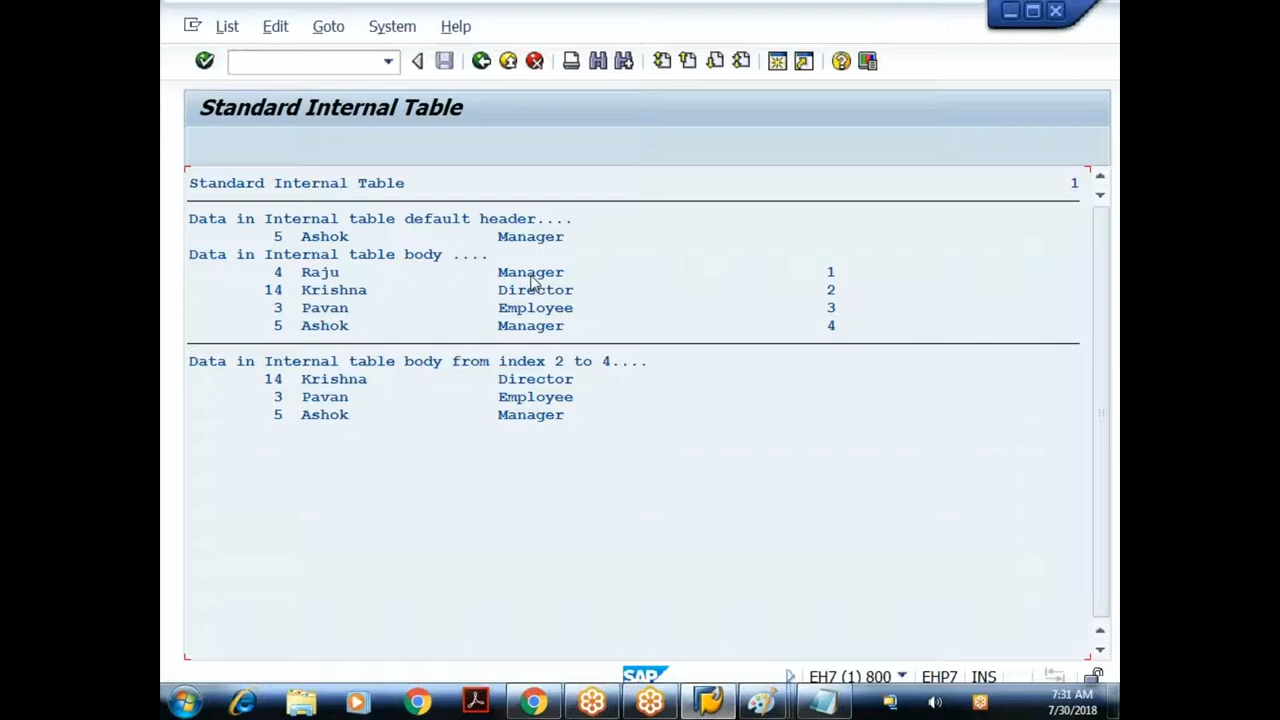 List Edit Goto System Help
Standard Internal Table
Standard Internal Table 1
Data in Internal table default header....
5 Ashok Manager
Data in Internal table body ....
4 Raju Manager 1
14 Krishna Director 2
3 Pavan Employee 3
5 Ashok Manager 4
Data in Internal table body from index 2 to 4....
14 Krishna Director
3 Pavan Employee
5 Ashok Manager
SAP EH7 (1) 800 EHP7 INS
7:31 AM
7/30/2018